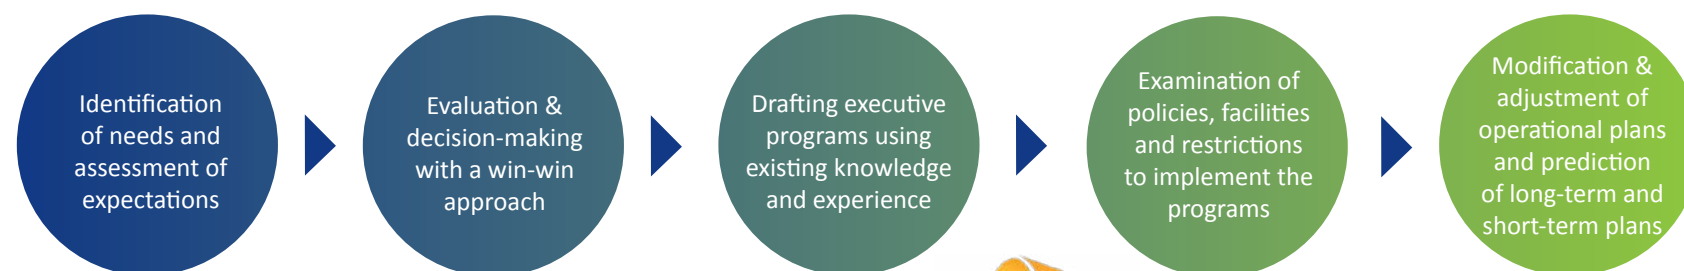 Identification
of needs and
assessment of
expectations
Evaluation &
decision-making
with a win-win
approach
Drafting executive
programs using
existing knowledge
and experience
Examination of
policies, facilities
and restrictions
to implement the
programs
Modification &
adjustment of
operational plans
and prediction
of long-term and
short-term plans